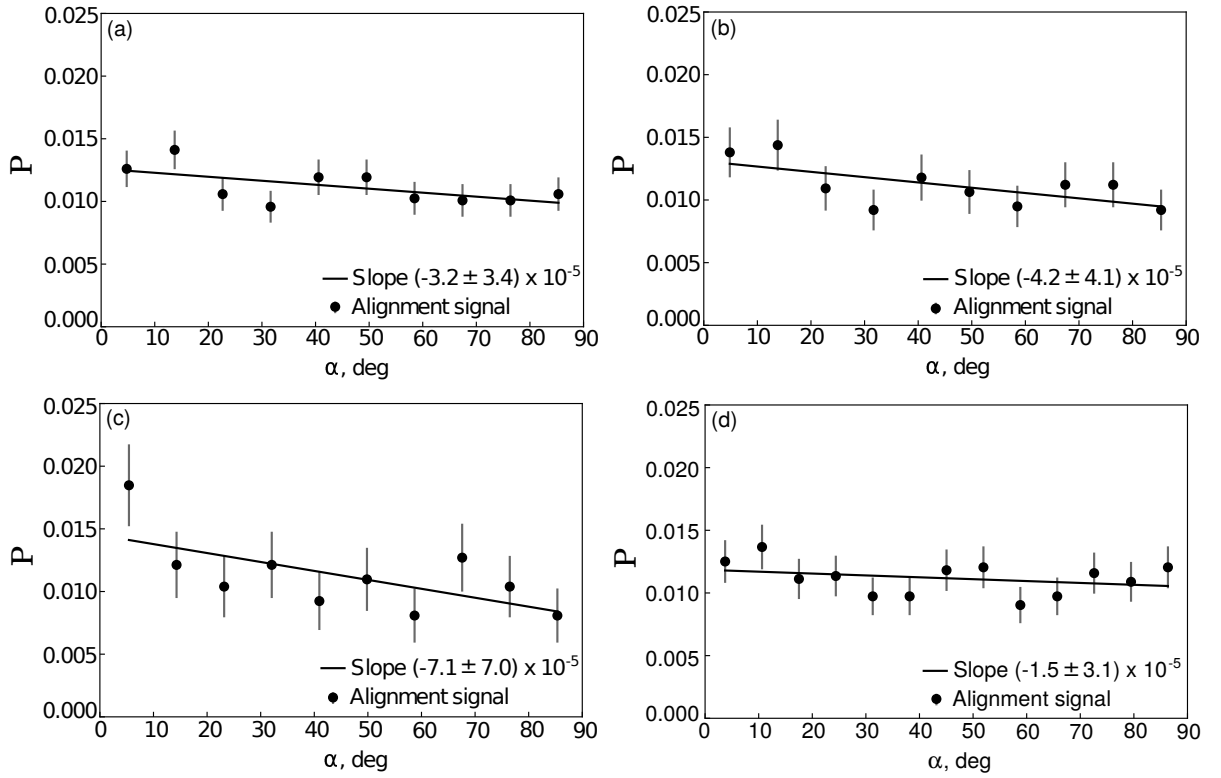 (a)
0.025
0.020
0.015
0.010
0.005
0.000
P
Slope (-3.2 ± 3.4) x 10-5
Alignment signal
0 10 20 30 40 50 60 70 80 90
α, deg
(b)
0.025
0.020
0.015
0.010
0.005
0.000
P
Slope (-4.2 ± 4.1) x 10-5
Alignment signal
0 10 20 30 40 50 60 70 80 90
α, deg
(c)
0.025
0.020
0.015
0.010
0.005
0.000
P
Slope (-7.1 ± 7.0) x 10-5
Alignment signal
0 10 20 30 40 50 60 70 80 90
α, deg
(d)
0.025
0.020
0.015
0.010
0.005
0.000
P
Slope (-1.5 ± 3.1) x 10-5
Alignment signal
0 10 20 30 40 50 60 70 80 90
α, deg